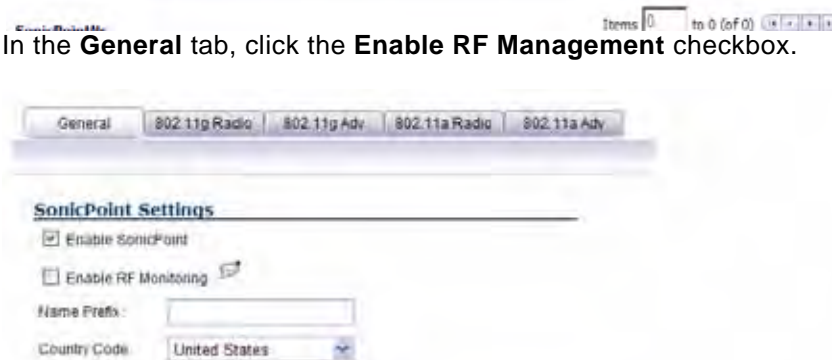 SonicPointNs
Items 0 to 0 (of 0)
In the General tab, click the Enable RF Management checkbox.
General 802.11g Radio 802.11g Adv 802.11a Radio 802.11a Adv
SonicPoint Settings
Enable SonicPoint
Enable RF Monitoring
Name Prefix :
Country Code: United States